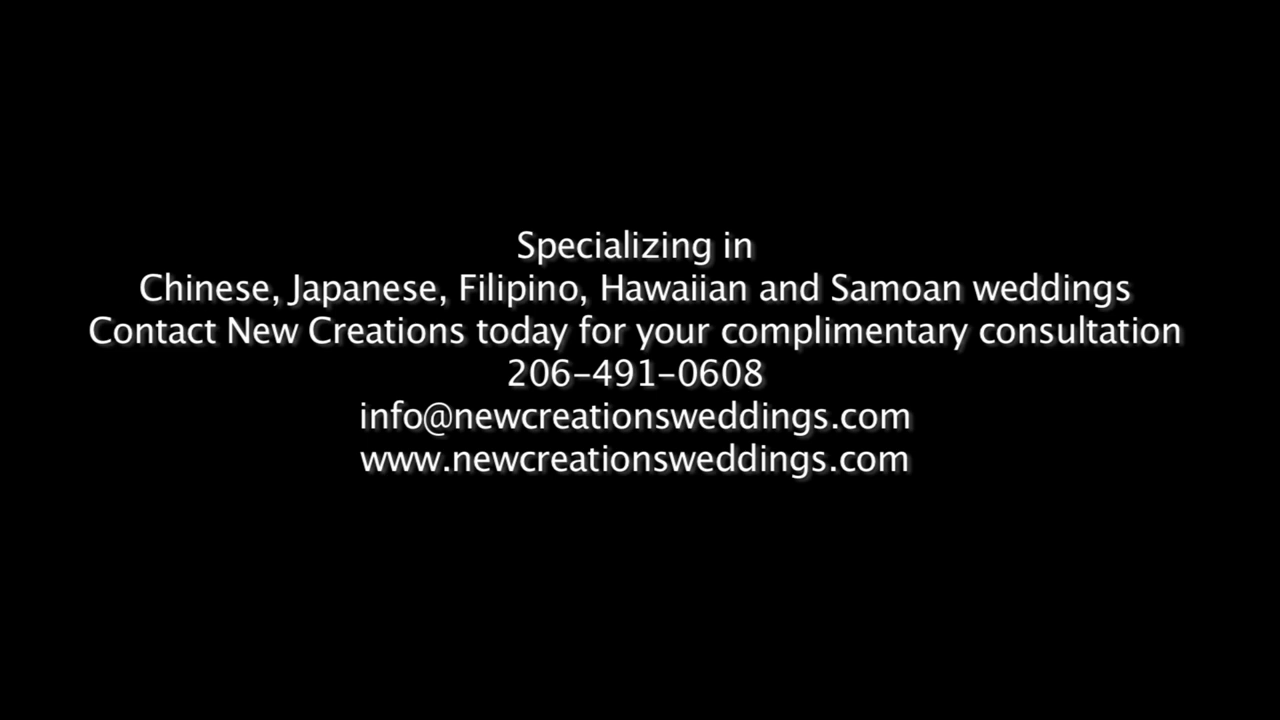 Specializing in
Chinese, Japanese, Filipino, Hawaiian and Samoan weddings
Contact New Creations today for your complimentary consultation
206-491-0608
info@newcreationsweddings.com
www.newcreationsweddings.com